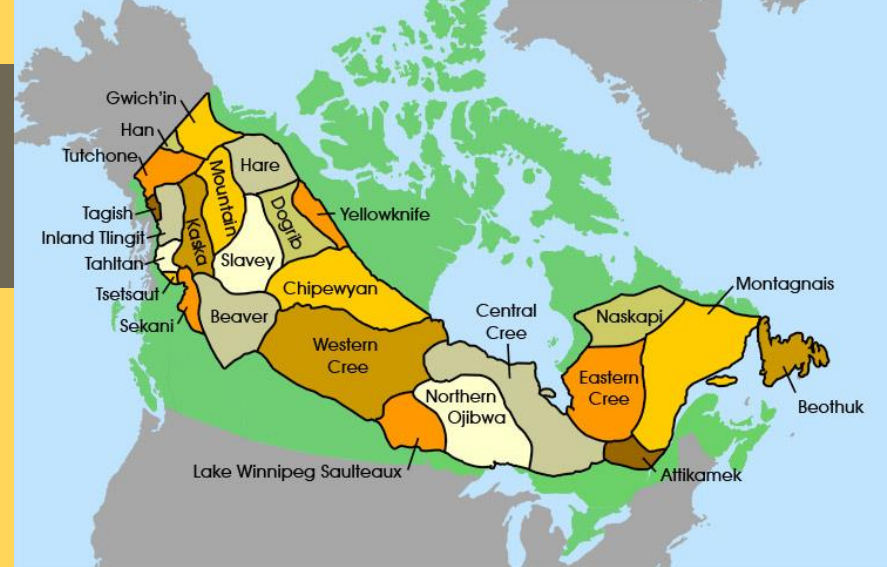 Gwich'in
Han
Tutchone
Hare
Mountain
Tagish
Yellowknife
Dogrib
Inland Tlingit
Kaska
Tahltan
Slavey
Tsetsaut
Chipewyan
Montagnais
Sekani
Beaver
Central
Cree
Naskapi
Western
Cree
Eastern
Cree
Northern
Ojibwa
Beothuk
Lake Winnipeg Saulteaux
Attikamek